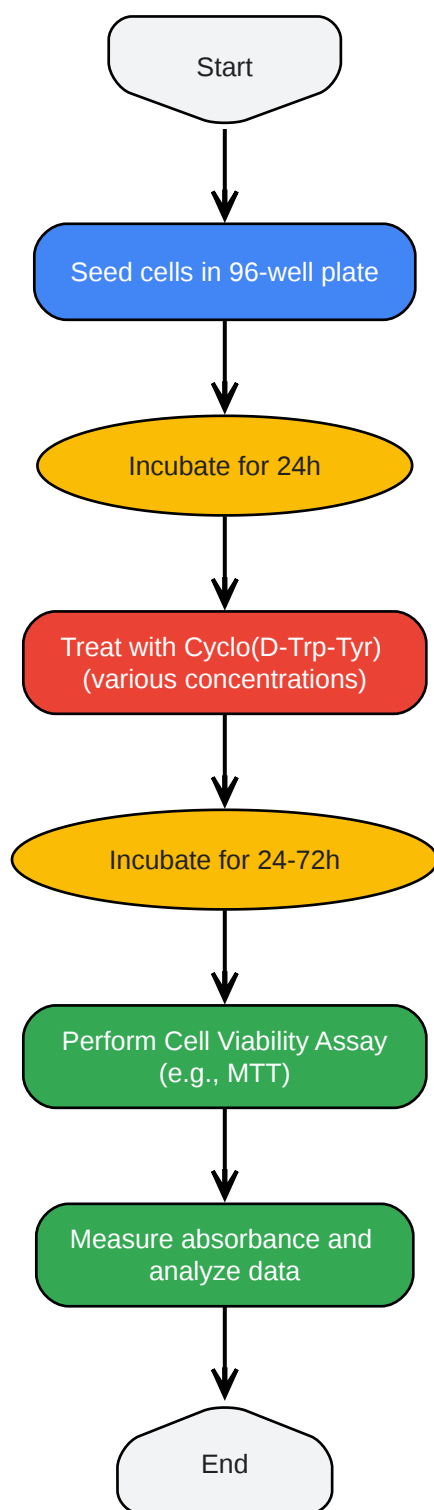 Start
Seed cells in 96-well plate
Incubate for 24h
Treat with Cyclo(D-Trp-Tyr)
(various concentrations)
Incubate for 24-72h
Perform Cell Viability Assay
(e.g., MTT)
Measure absorbance and
analyze data
End